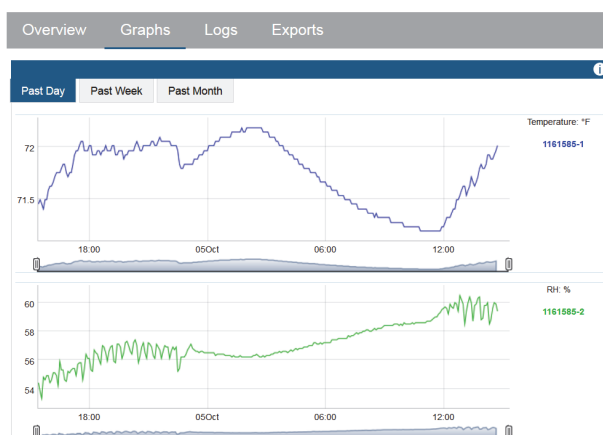 Overview Graphs Logs Exports
i
Past Day Past Week Past Month
Temperature: °F
1161585-1
72
71.5
18:00 05Oct 06:00 12:00
RH: %
1161585-2
60
58
56
54
18:00 05Oct 06:00 12:00